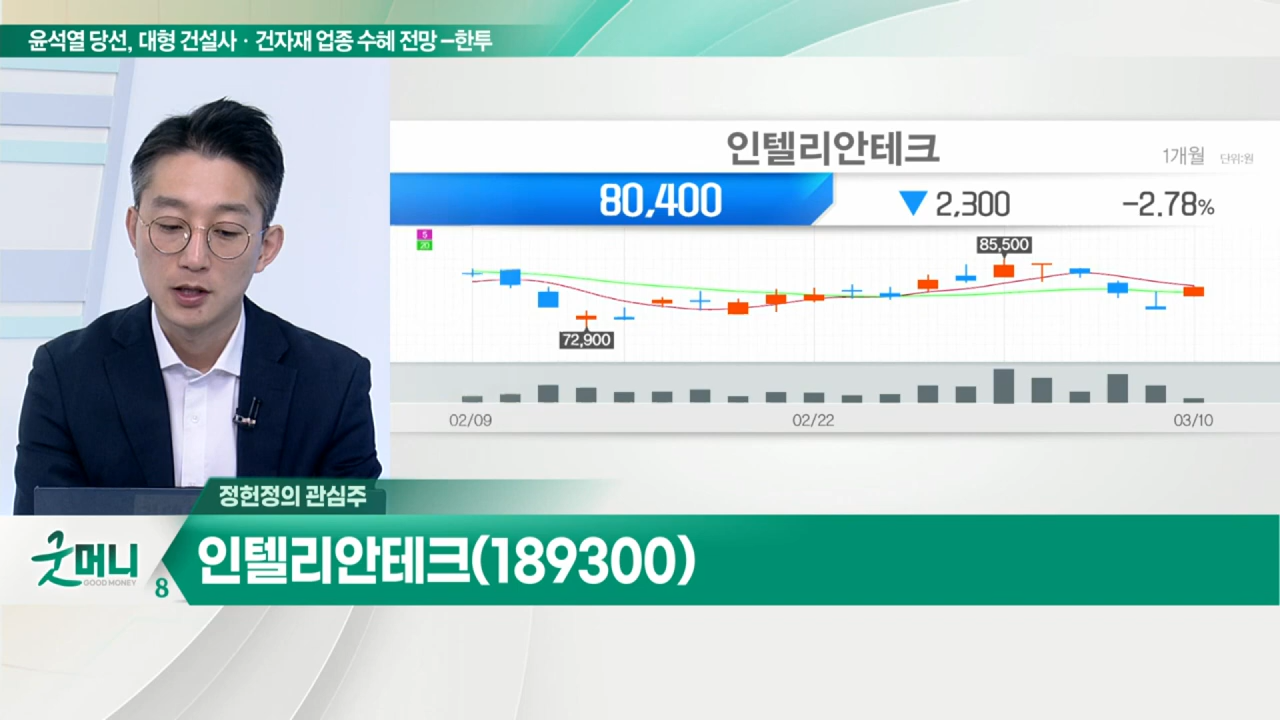 윤석열 당선, 대형 건설사 · 건자재 업종 수혜 전망 –한투
인텔리안테크
1개월 단위:원
80,400 ▼ 2,300 -2.78%
5
20
85,500
72,900
02/09 02/22 03/10
정헌정의 관심주
굿머니
GOOD MONEY
8
인텔리안테크(189300)